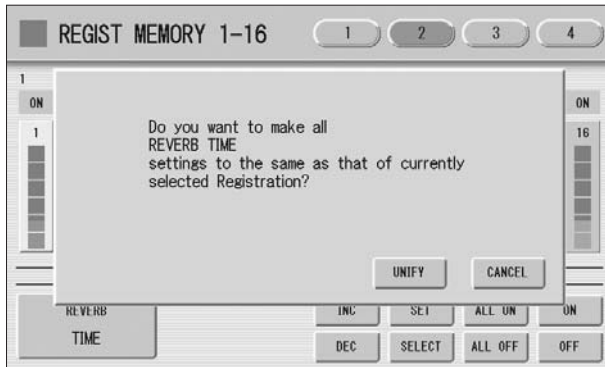 REGIST MEMORY 1-16
1
2
3
4
1
ON
ON
1
16
Do you want to make all
REVERB TIME
settings to the same as that of currently
selected Registration?
UNIFY
CANCEL
REVERB
TIME
INC
SET
ALL ON
ON
DEC
SELECT
ALL OFF
OFF